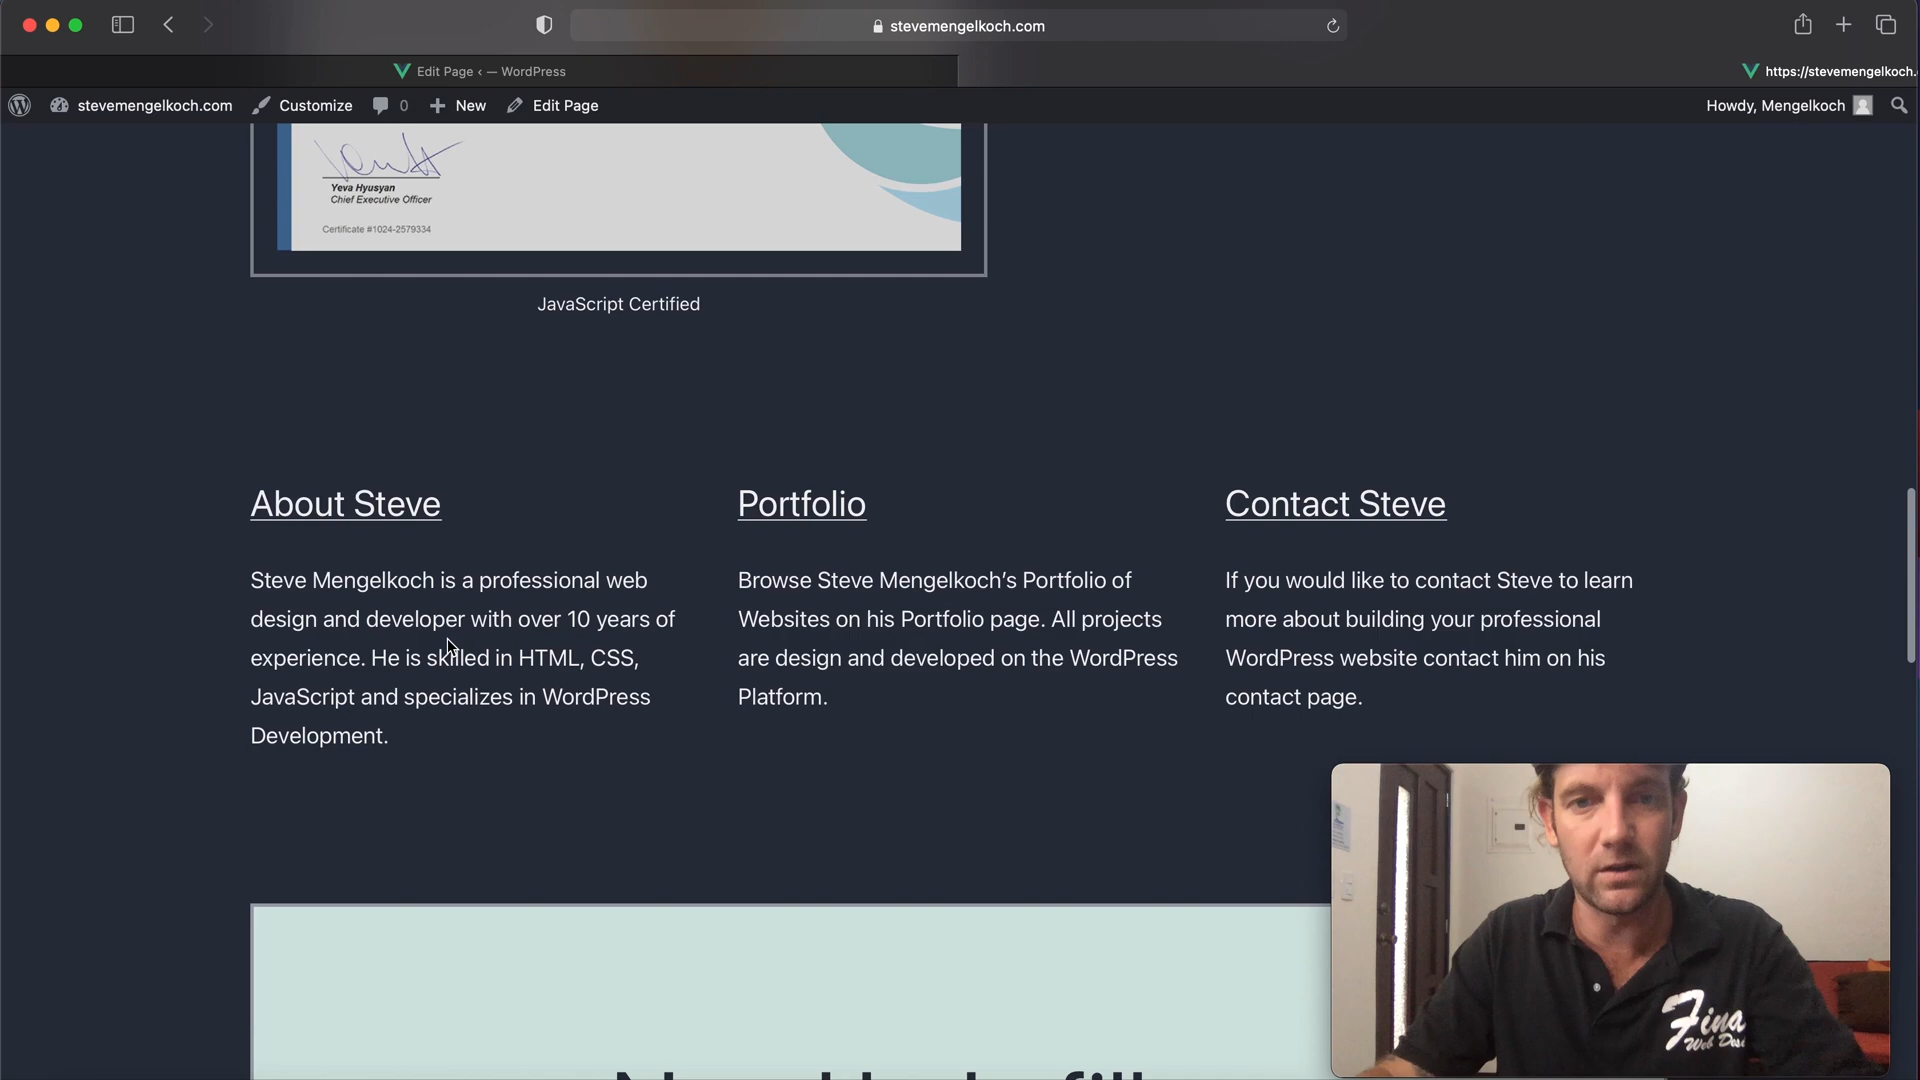 stevemengelkoch.com
Edit Page ‹ — WordPress
https://stevemengelkoch.
stevemengelkoch.com
Customize
0
New
Edit Page
Howdy, Mengelkoch
Yeva Hyusyan
Chief Executive Officer
Certificate #1024-2579334
JavaScript Certified
About Steve
Steve Mengelkoch is a professional web
design and developer with over 10 years of
experience. He is skilled in HTML, CSS,
JavaScript and specializes in WordPress
Development.
Portfolio
Browse Steve Mengelkoch’s Portfolio of
Websites on his Portfolio page. All projects
are design and developed on the WordPress
Platform.
Contact Steve
If you would like to contact Steve to learn
more about building your professional
WordPress website contact him on his
contact page.
Fina
Web Desi